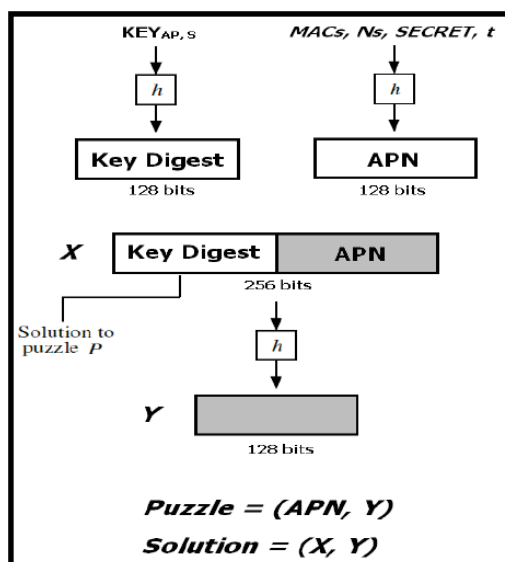 KEYAP, S
MACs, Ns, SECRET, t
h
h
Key Digest
APN
128 bits
128 bits
X
Key Digest
APN
256 bits
Solution to
puzzle P
h
Y
128 bits
Puzzle = (APN, Y)
Solution = (X, Y)